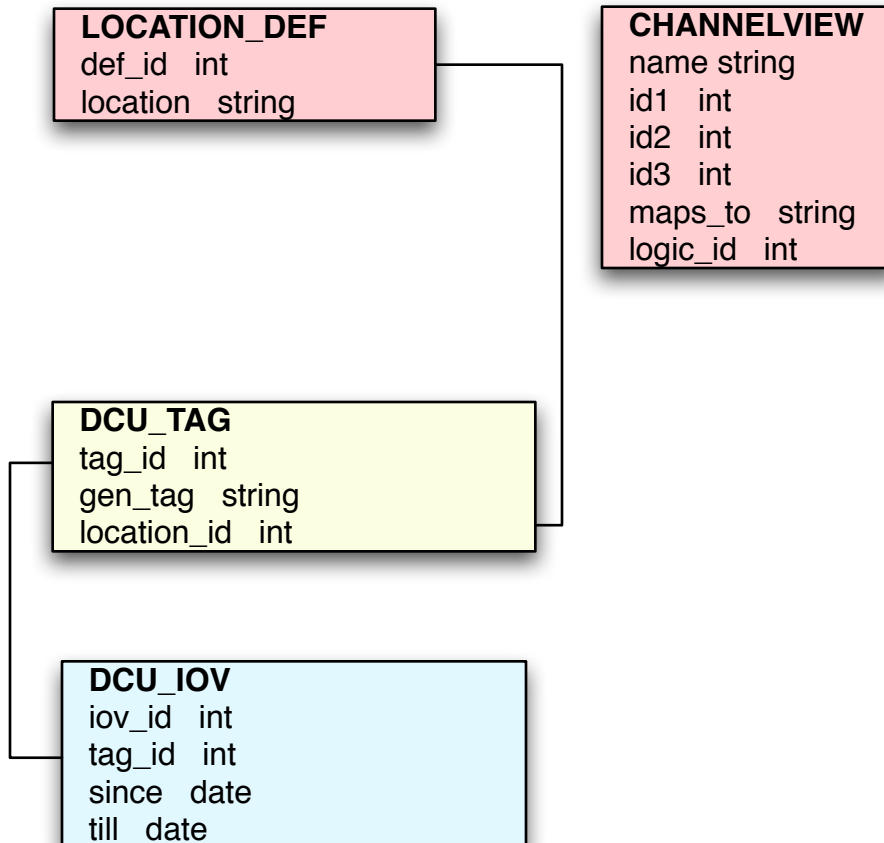 LOCATION_DEF
def_id int
location string
CHANNELVIEW
name string
id1 int
id2 int
id3 int
maps_to string
logic_id int
DCU_TAG
tag_id int
gen_tag string
location_id int
DCU_IOV
iov_id int
tag_id int
since date
till date